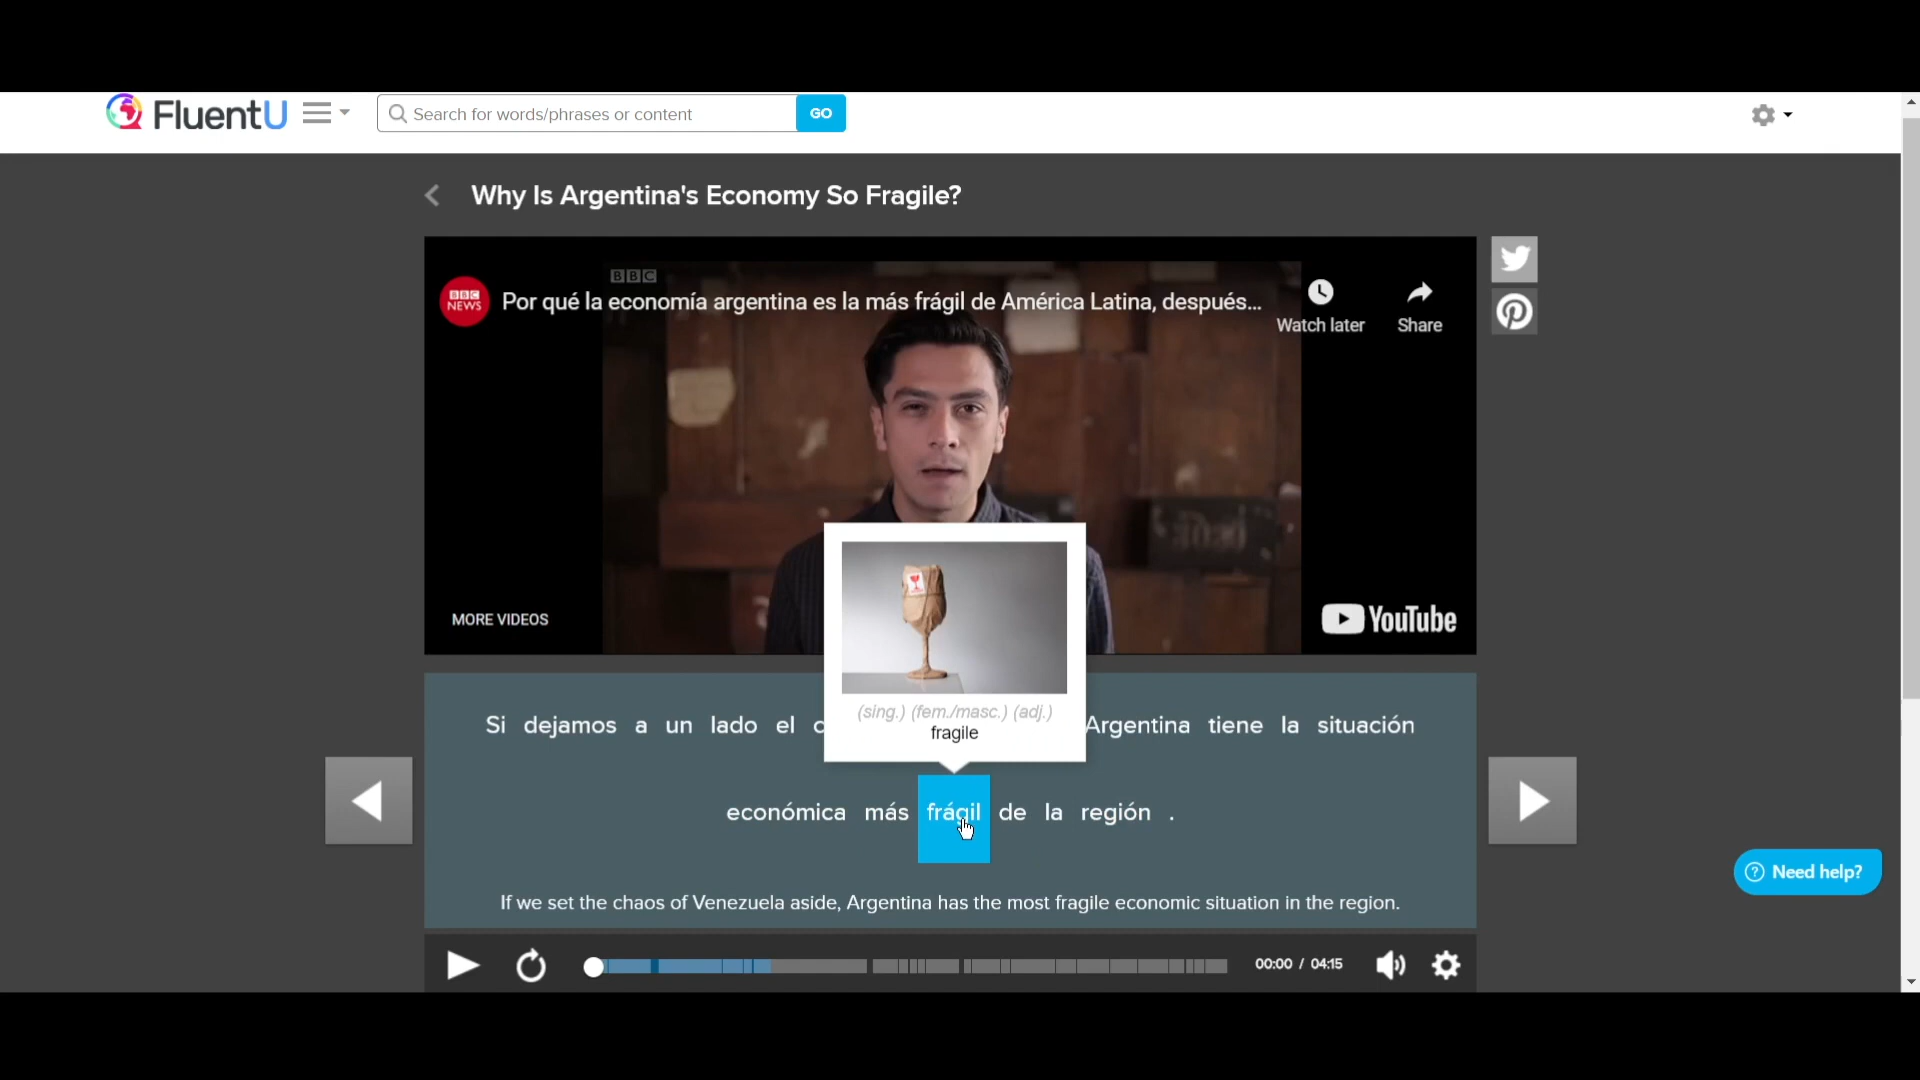 FluentU
Search for words/phrases or content
GO
Why Is Argentina's Economy So Fragile?
BBC
BBC
NEWS
Por qué la economía argentina es la más frágil de América Latina, después...
Watch later
Share
MORE VIDEOS
YouTube
(sing.) (fem./masc.) (adj.)
fragile
Si dejamos a un lado el c Argentina tiene la situación
económica más frágil de la región .
If we set the chaos of Venezuela aside, Argentina has the most fragile economic situation in the region.
Need help?
00:00 / 04:15